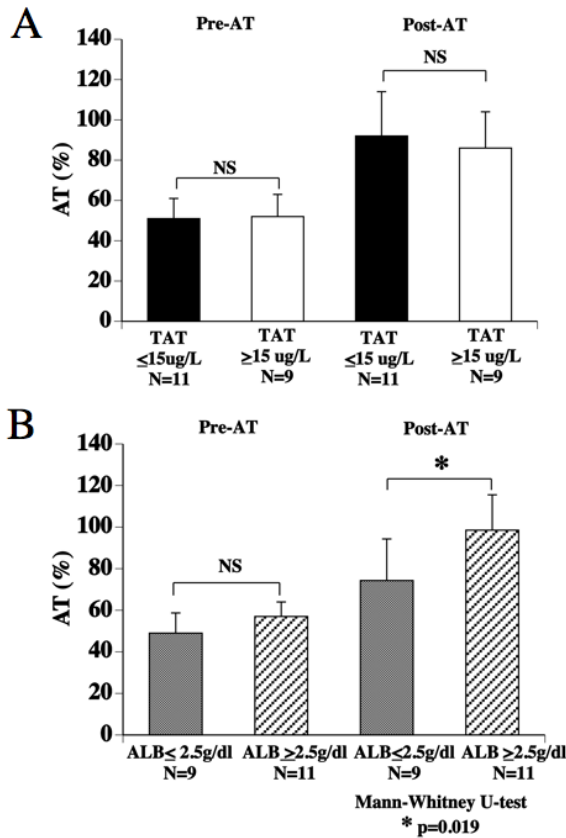 A
Pre-AT Post-AT
140
120
100
80
60
40
20
0
AT (%)
NS
NS
TAT TAT TAT TAT
≤15ug/L ≥15 ug/L ≤15 ug/L ≥15 ug/L
N=11 N=9 N=11 N=9
B
Pre-AT Post-AT
140
120
100
80
60
40
20
0
AT (%)
NS
*
ALB≤ 2.5g/dl ALB ≥2.5g/dl ALB≤2.5g/dl ALB ≥2.5g/dl
N=9 N=11 N=9 N=11
Mann-Whitney U-test
* p=0.019